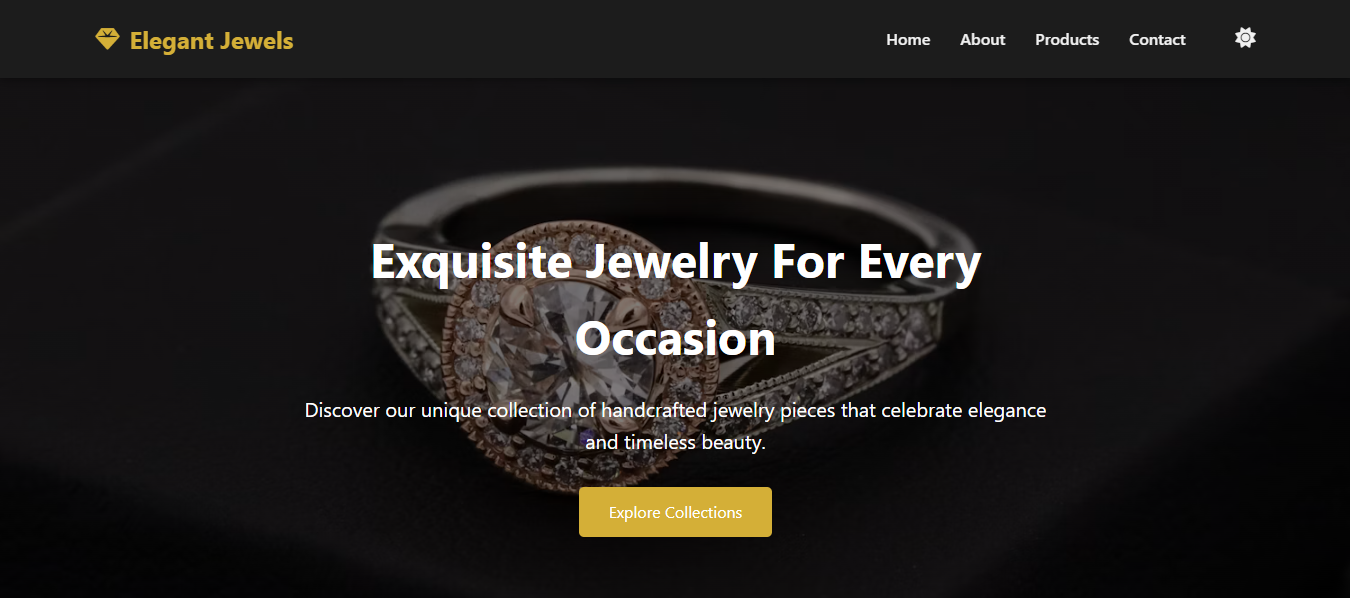 Elegant Jewels
Home About Products Contact
Exquisite Jewelry For Every
Occasion
Discover our unique collection of handcrafted jewelry pieces that celebrate elegance
and timeless beauty.
Explore Collections